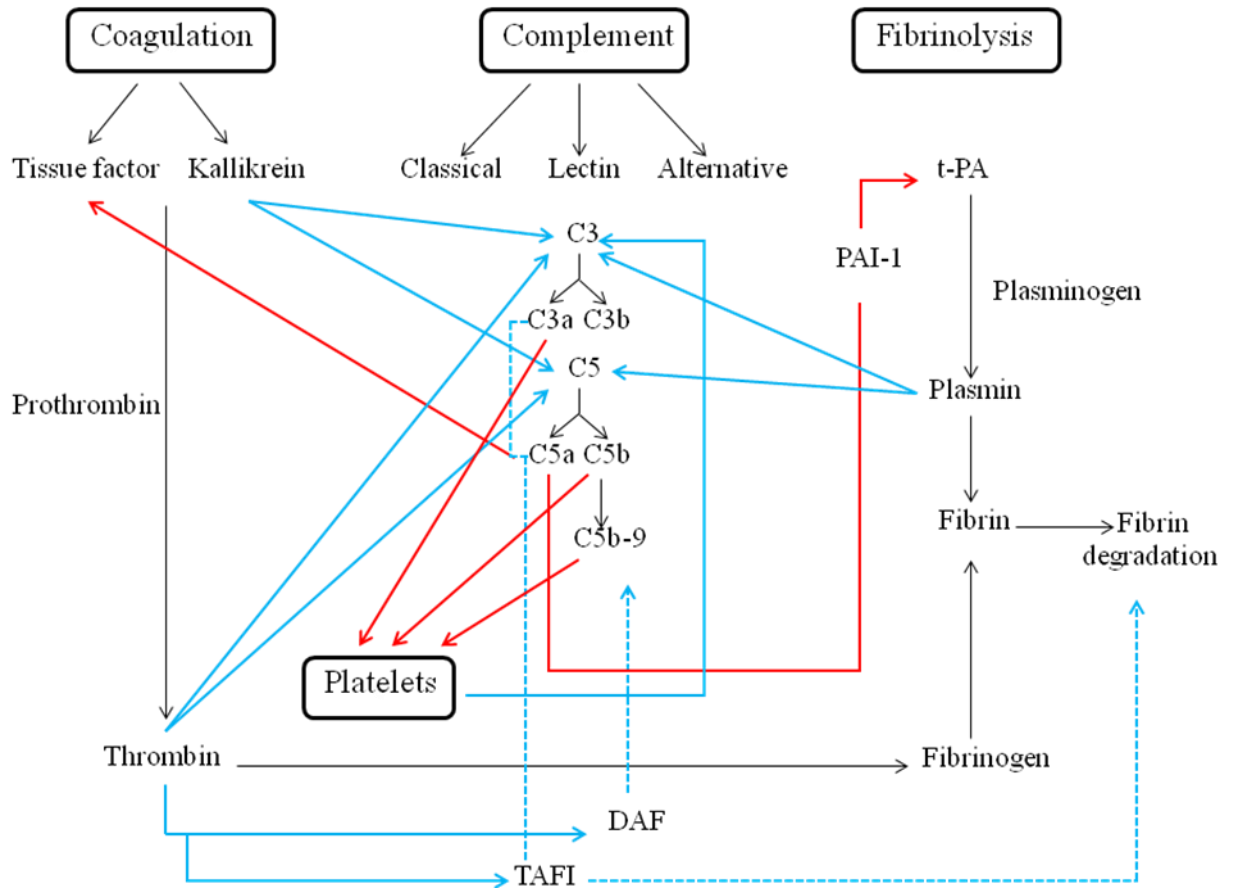 Coagulation
Complement
Fibrinolysis
Tissue factor
Kallikrein
Classical
Lectin
Alternative
t-PA
C3
PAI-1
Plasminogen
C3a C3b
C5
Plasmin
Prothrombin
C5a C5b
Fibrin
Fibrin
degradation
C5b-9
Platelets
Thrombin
Fibrinogen
DAF
TAFI